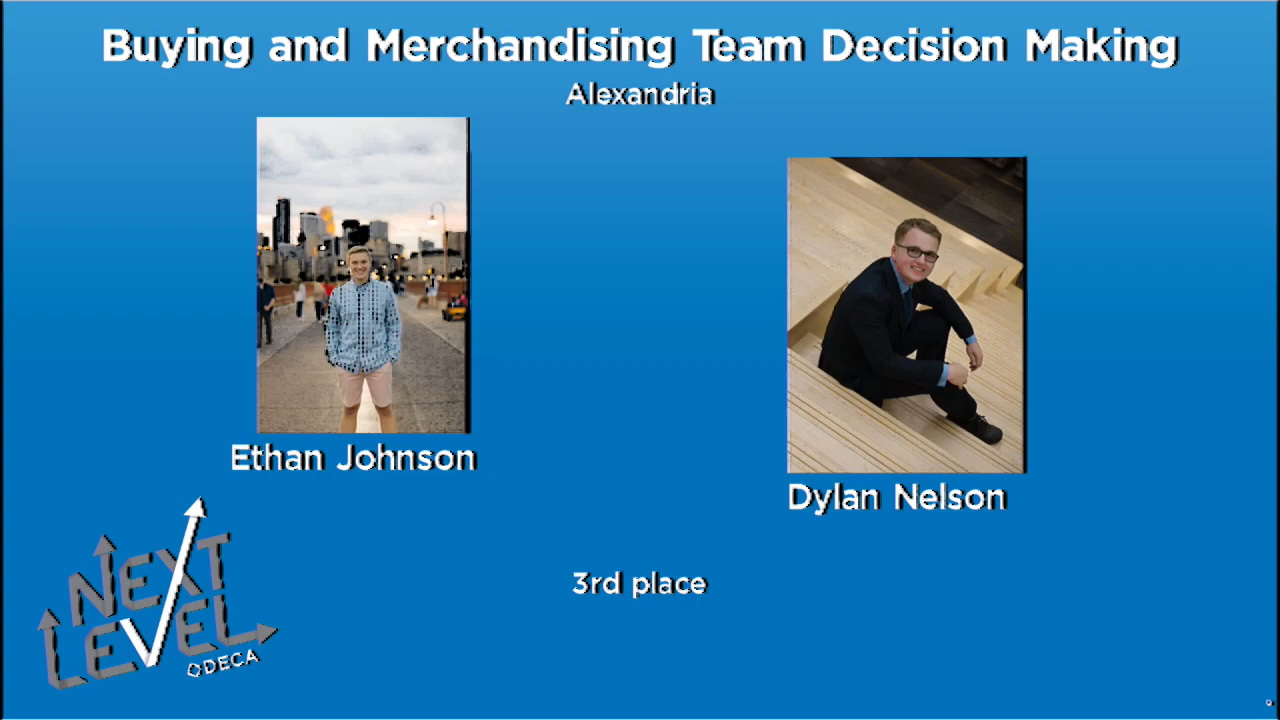 Buying and Merchandising Team Decision Making
Alexandria
Ethan Johnson
Dylan Nelson
3rd place
NEXT
LEVEL
DECA